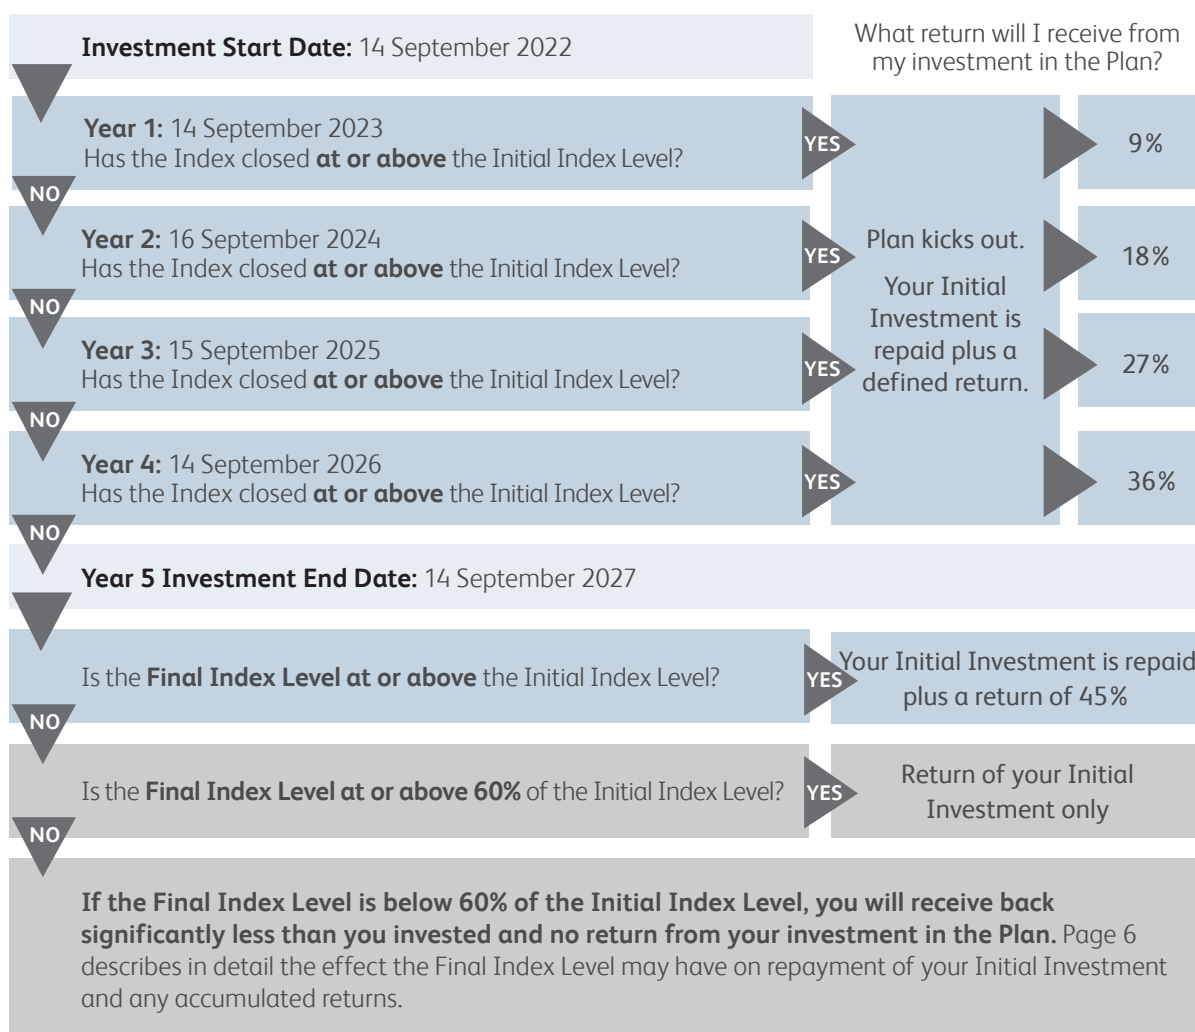 Investment Start Date: 14 September 2022
What return will I receive from
my investment in the Plan?
Year 1: 14 September 2023
Has the Index closed at or above the Initial Index Level?
YES
9%
NO
Year 2: 16 September 2024
Has the Index closed at or above the Initial Index Level?
YES
Plan kicks out.
Your Initial
Investment is
repaid plus a
defined return.
18%
NO
Year 3: 15 September 2025
Has the Index closed at or above the Initial Index Level?
YES
27%
NO
Year 4: 14 September 2026
Has the Index closed at or above the Initial Index Level?
YES
36%
NO
Year 5 Investment End Date: 14 September 2027
Is the Final Index Level at or above the Initial Index Level?
YES
Your Initial Investment is repaid
plus a return of 45%
NO
Is the Final Index Level at or above 60% of the Initial Index Level?
YES
Return of your Initial
Investment only
NO
If the Final Index Level is below 60% of the Initial Index Level, you will receive back
significantly less than you invested and no return from your investment in the Plan. Page 6
describes in detail the effect the Final Index Level may have on repayment of your Initial Investment
and any accumulated returns.